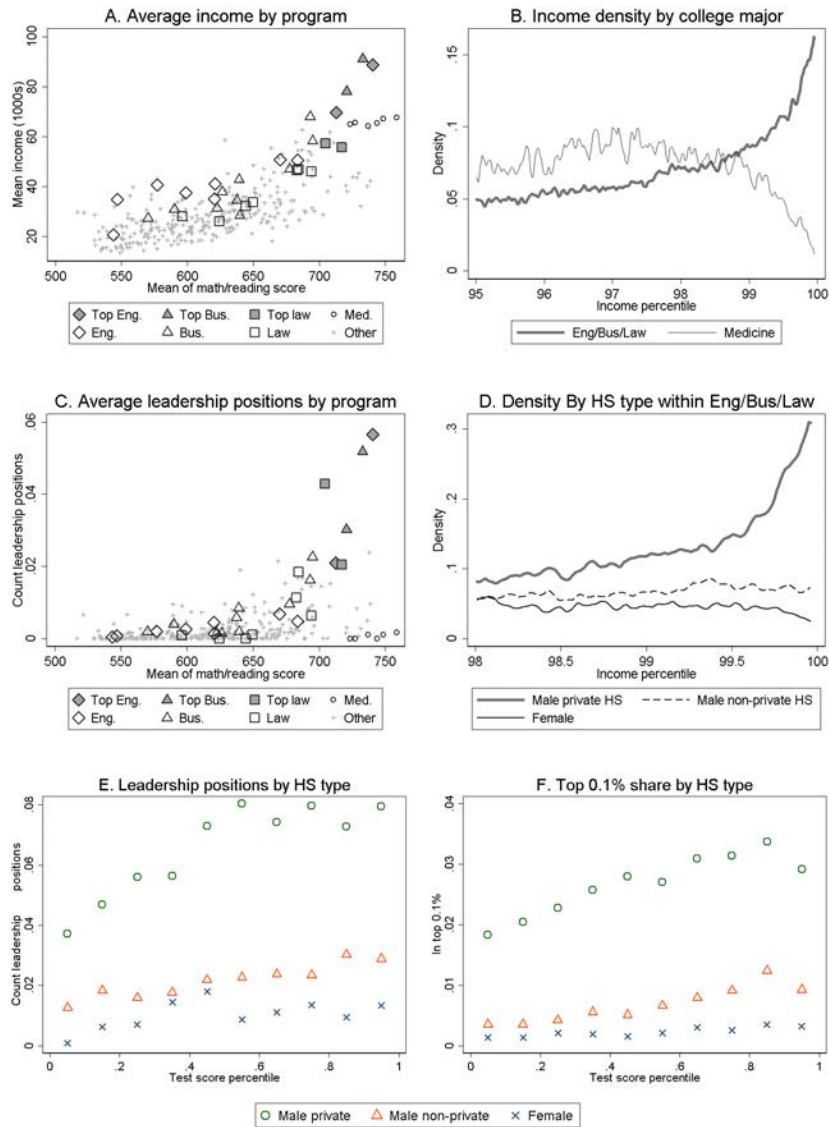 A. Average income by program
Mean income (1000s)
100
80
60
40
20
500 550 600 650 700 750
Mean of math/reading score
Top Eng. Top Bus. Top law Med.
Eng. Bus. Law Other
B. Income density by college major
Density
.15
.1
.05
0
95 96 97 98 99 100
Income percentile
Eng/Bus/Law Medicine
C. Average leadership positions by program
Count leadership positions
.06
.04
.02
0
500 550 600 650 700 750
Mean of math/reading score
Top Eng. Top Bus. Top law Med.
Eng. Bus. Law Other
D. Density By HS type within Eng/Bus/Law
Density
.3
.2
.1
0
98 98.5 99 99.5 100
Income percentile
Male private HS Male non-private HS
Female
E. Leadership positions by HS type
Count leadership positions
.08
.06
.04
.02
0
0 .2 .4 .6 .8 1
Test score percentile
F. Top 0.1% share by HS type
In top 0.1%
.04
.03
.02
.01
0
0 .2 .4 .6 .8 1
Test score percentile
Male private Male non-private Female